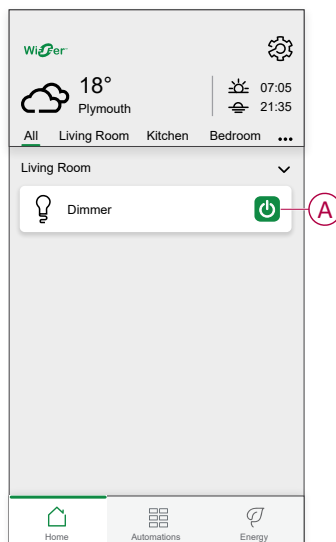 Wiser
18°
Plymouth
07:05
21:35
All Living Room Kitchen Bedroom ...
Living Room
Dimmer
A
Home Automations Energy